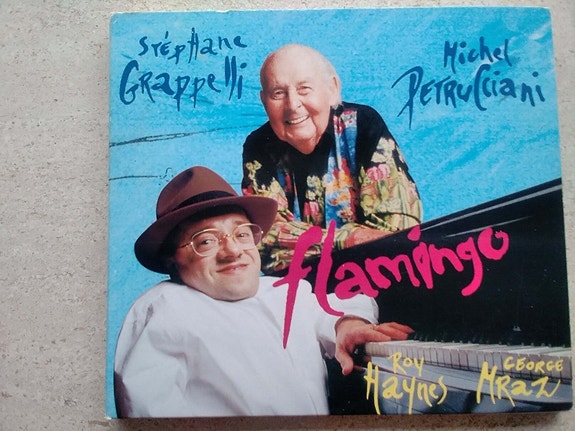 Stéphane
Grappelli
Michel
Petrucciani
flamingo
Roy
Haynes
George
Mraz